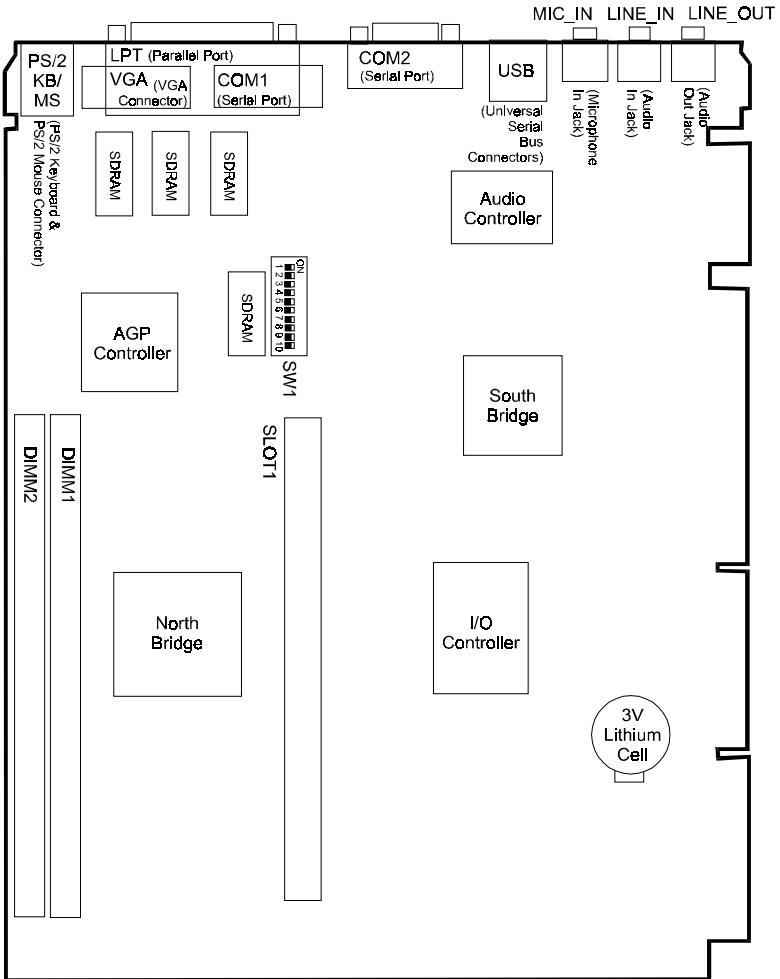 MIC_IN LINE_IN LINE_OUT
PS/2
KB/
MS
(PS/2 Keyboard &
PS/2 Mouse Connector)
LPT (Parallel Port)
VGA (VGA
Connector)
COM1
(Serial Port)
COM2
(Serial Port)
USB
(Universal
Serial
Bus
Connectors)
(Microphone
In Jack)
(Audio
In Jack)
(Audio
Out Jack)
SDRAM
SDRAM
SDRAM
Audio
Controller
ON
1 2 3 4 5 6 7 8 9 10
SW1
SDRAM
AGP
Controller
South
Bridge
SLOT1
DIMM2
DIMM1
North
Bridge
I/O
Controller
3V
Lithium
Cell